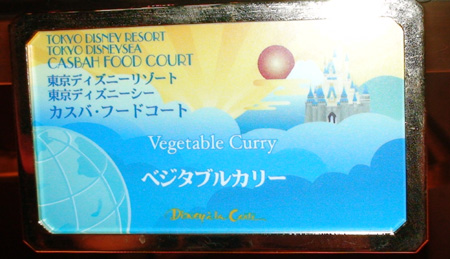 TOKYO DISNEY RESORT
TOKYO DISNEYSEA
CASBAH FOOD COURT
東京ディズニーリゾート
東京ディズニーシー
カスバ・フードコート
Vegetable Curry
ベジタブルカリー
Disney à la Carte